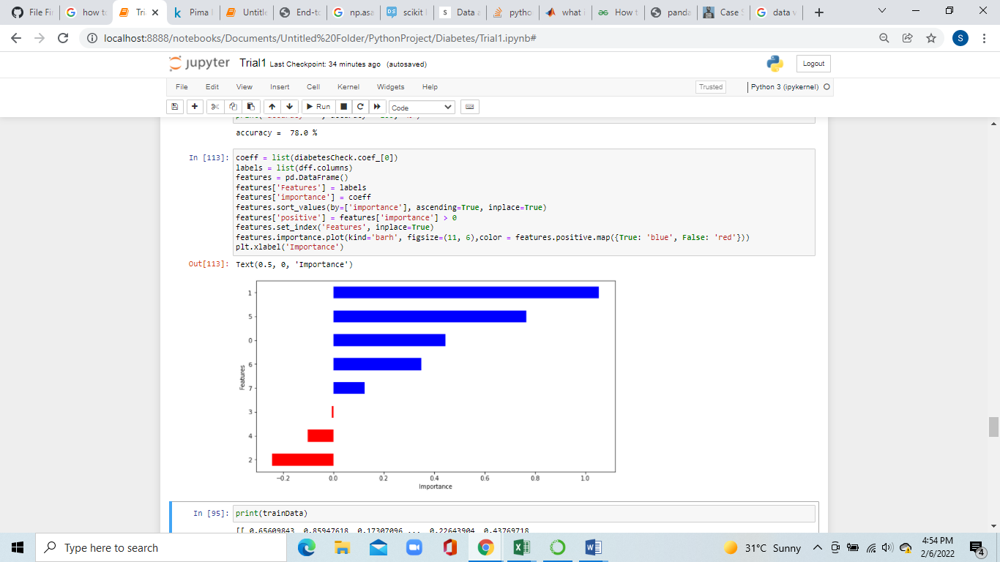 File Fi
how to
Tri
Pima
Untitle
End-to
np.asa
scikit
Data a
pytho
what i
How t
panda
Case S
data v
localhost:8888/notebooks/Documents/Untitled%20Folder/PythonProject/Diabetes/Trial1.ipynb#
S
jupyter Trial1 Last Checkpoint: 34 minutes ago (autosaved)
Logout
File Edit View Insert Cell Kernel Widgets Help
Trusted
Python 3 (ipykernel)
Run
Code
accuracy = 78.0 %
In [113]:
coeff = list(diabetesCheck.coef_[0])
labels = list(dff.columns)
features = pd.DataFrame()
features['Features'] = labels
features['importance'] = coeff
features.sort_values(by=['importance'], ascending=True, inplace=True)
features['positive'] = features['importance'] > 0
features.set_index('Features', inplace=True)
features.importance.plot(kind='barh', figsize=(11, 6),color = features.positive.map({True: 'blue', False: 'red'}))
plt.xlabel('Importance')
Out[113]: Text(0.5, 0, 'Importance')
1
5
0
6
7
3
4
2
Features
−0.2 0.0 0.2 0.4 0.6 0.8 1.0
Importance
In [95]: print(trainData)
[[ 0.65609843 0.85947618 0.17307096 ... 0.22643904 0.43769718
Type here to search
31°C Sunny
4:54 PM
2/6/2022
4